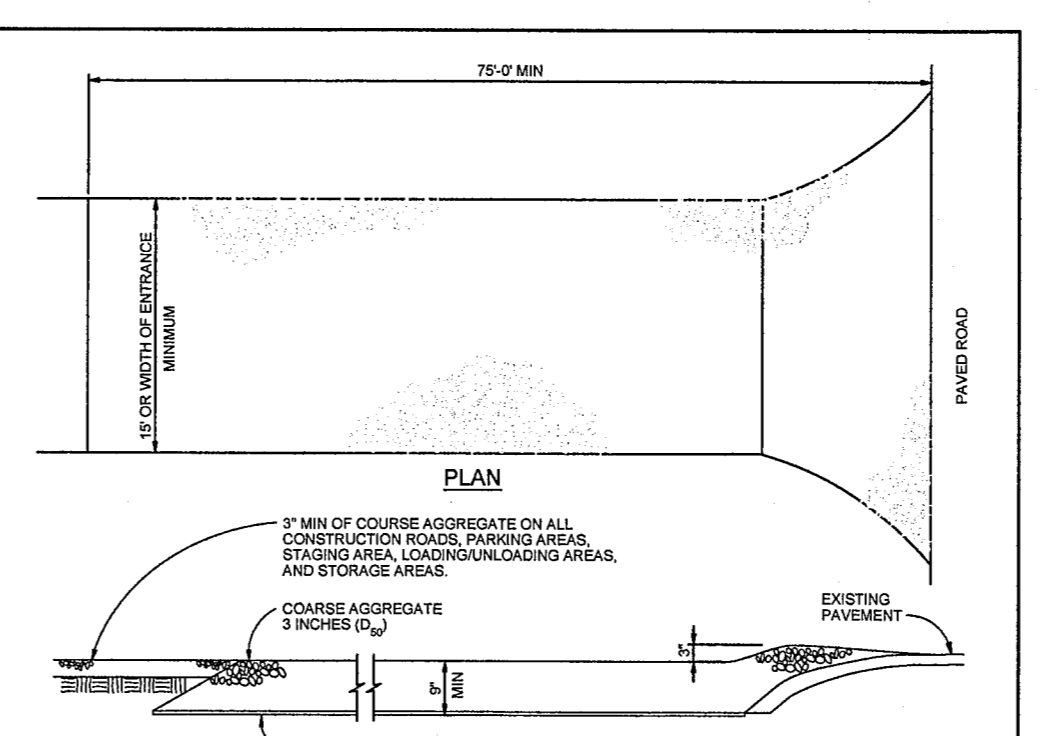 75'-0' MIN
15' OR WIDTH OF ENTRANCE
MINIMUM
PAVED ROAD
PLAN
3" MIN OF COURSE AGGREGATE ON ALL
CONSTRUCTION ROADS, PARKING AREAS,
STAGING AREA, LOADING/UNLOADING AREAS,
AND STORAGE AREAS.
COARSE AGGREGATE
3 INCHES (D50)
EXISTING
PAVEMENT
3"
9"
MIN